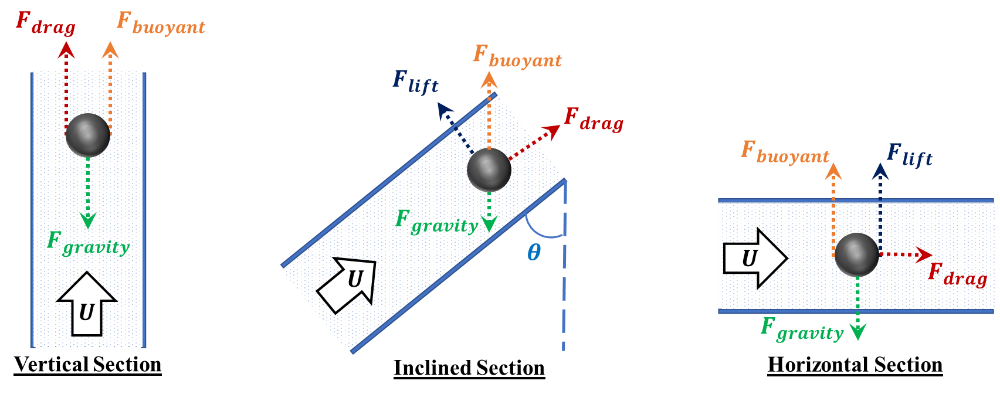 F drag
F buoyant
F gravity
U
Vertical Section
F buoyant
F lift
F drag
F gravity
θ
U
Inclined Section
F buoyant
F lift
U
F drag
F gravity
Horizontal Section